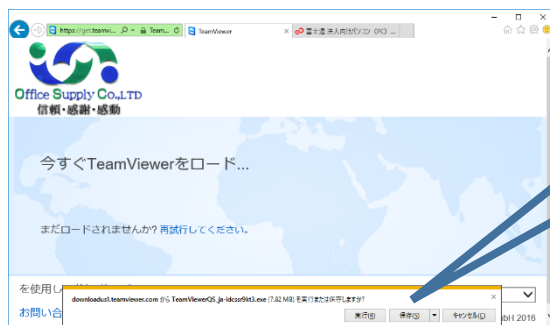 https://get.teamvi... Team... TeamViewer 富士通 法人向けパソコン (PC) ...
Office Supply Co.,LTD
信頼・感謝・感動
今すぐTeamViewerをロード...
まだロードされませんか? 再試行してください。
を使用し
downloadus1.teamviewer.com から TeamViewerQS_ja-idcssr9kt3.exe (7.82 MB) を実行または保存しますか?
お問い合
実行(R) 保存(S) キャンセル(C)
bH 2016